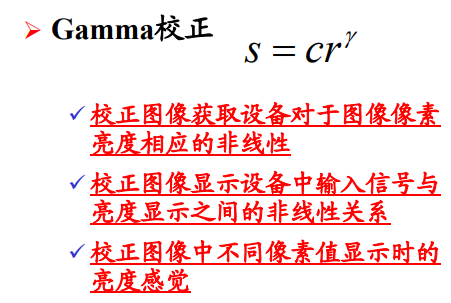 ➢ Gamma校正
s = cr^γ
✓ 校正图像获取设备对于图像像素
亮度相应的非线性
✓ 校正图像显示设备中输入信号与
亮度显示之间的非线性关系
✓ 校正图像中不同像素值显示时的
亮度感觉